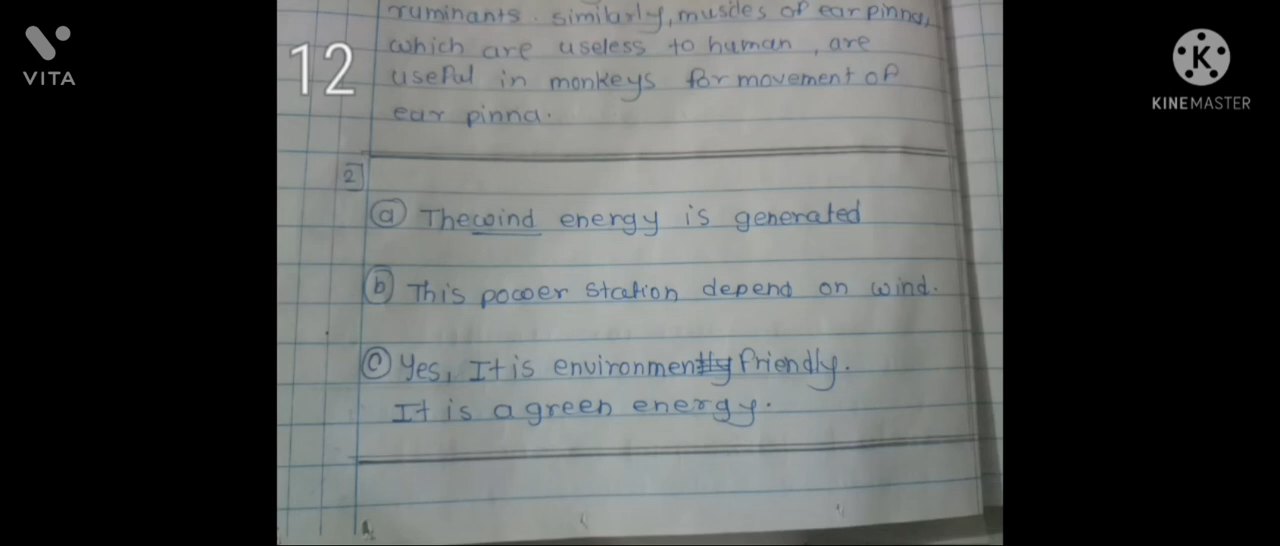 ruminants. similarly, muscles of ear pinna,
which are useless to human, are
useful in monkeys for movement of
ear pinna.
12
VITA
KINEMASTER
2
a The wind energy is generated
b This power station depend on wind.
c Yes, It is environmently friendly.
It is a green energy.